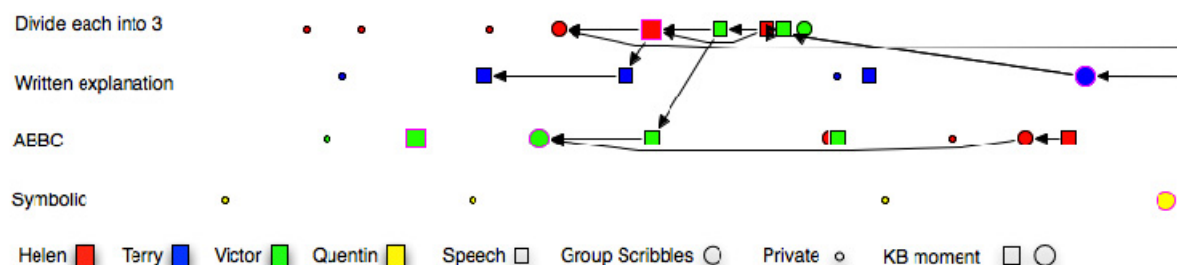 Divide each into 3
Written explanation
AEBC
Symbolic
Helen Terry Victor Quentin Speech Group Scribbles Private KB moment